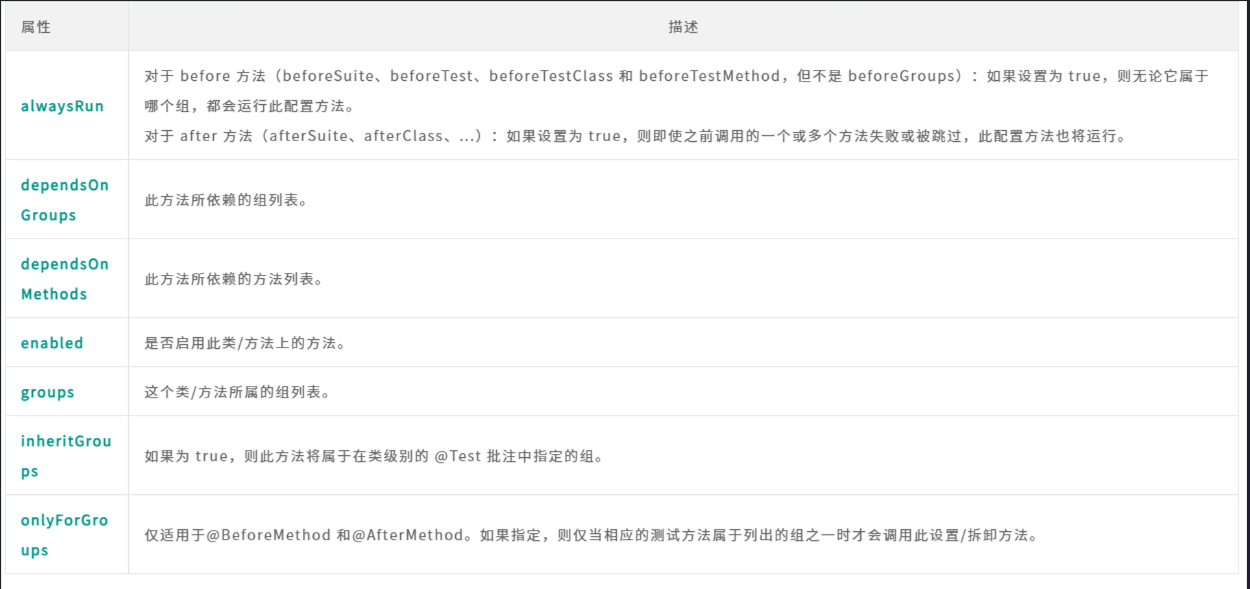 属性
描述
alwaysRun
对于 before 方法（beforeSuite、beforeTest、beforeTestClass 和 beforeTestMethod，但不是 beforeGroups）：如果设置为 true，则无论它属于
哪个组，都会运行此配置方法。
对于 after 方法（afterSuite、afterClass、...）：如果设置为 true，则即使之前调用的一个或多个方法失败或被跳过，此配置方法也将运行。
dependsOn
Groups
此方法所依赖的组列表。
dependsOn
Methods
此方法所依赖的方法列表。
enabled
是否启用此类/方法上的方法。
groups
这个类/方法所属的组列表。
inheritGrou
ps
如果为 true，则此方法将属于在类级别的 @Test 批注中指定的组。
onlyForGro
ups
仅适用于@BeforeMethod 和@AfterMethod。如果指定，则仅当相应的测试方法属于列出的组之一时才会调用此设置/拆卸方法。